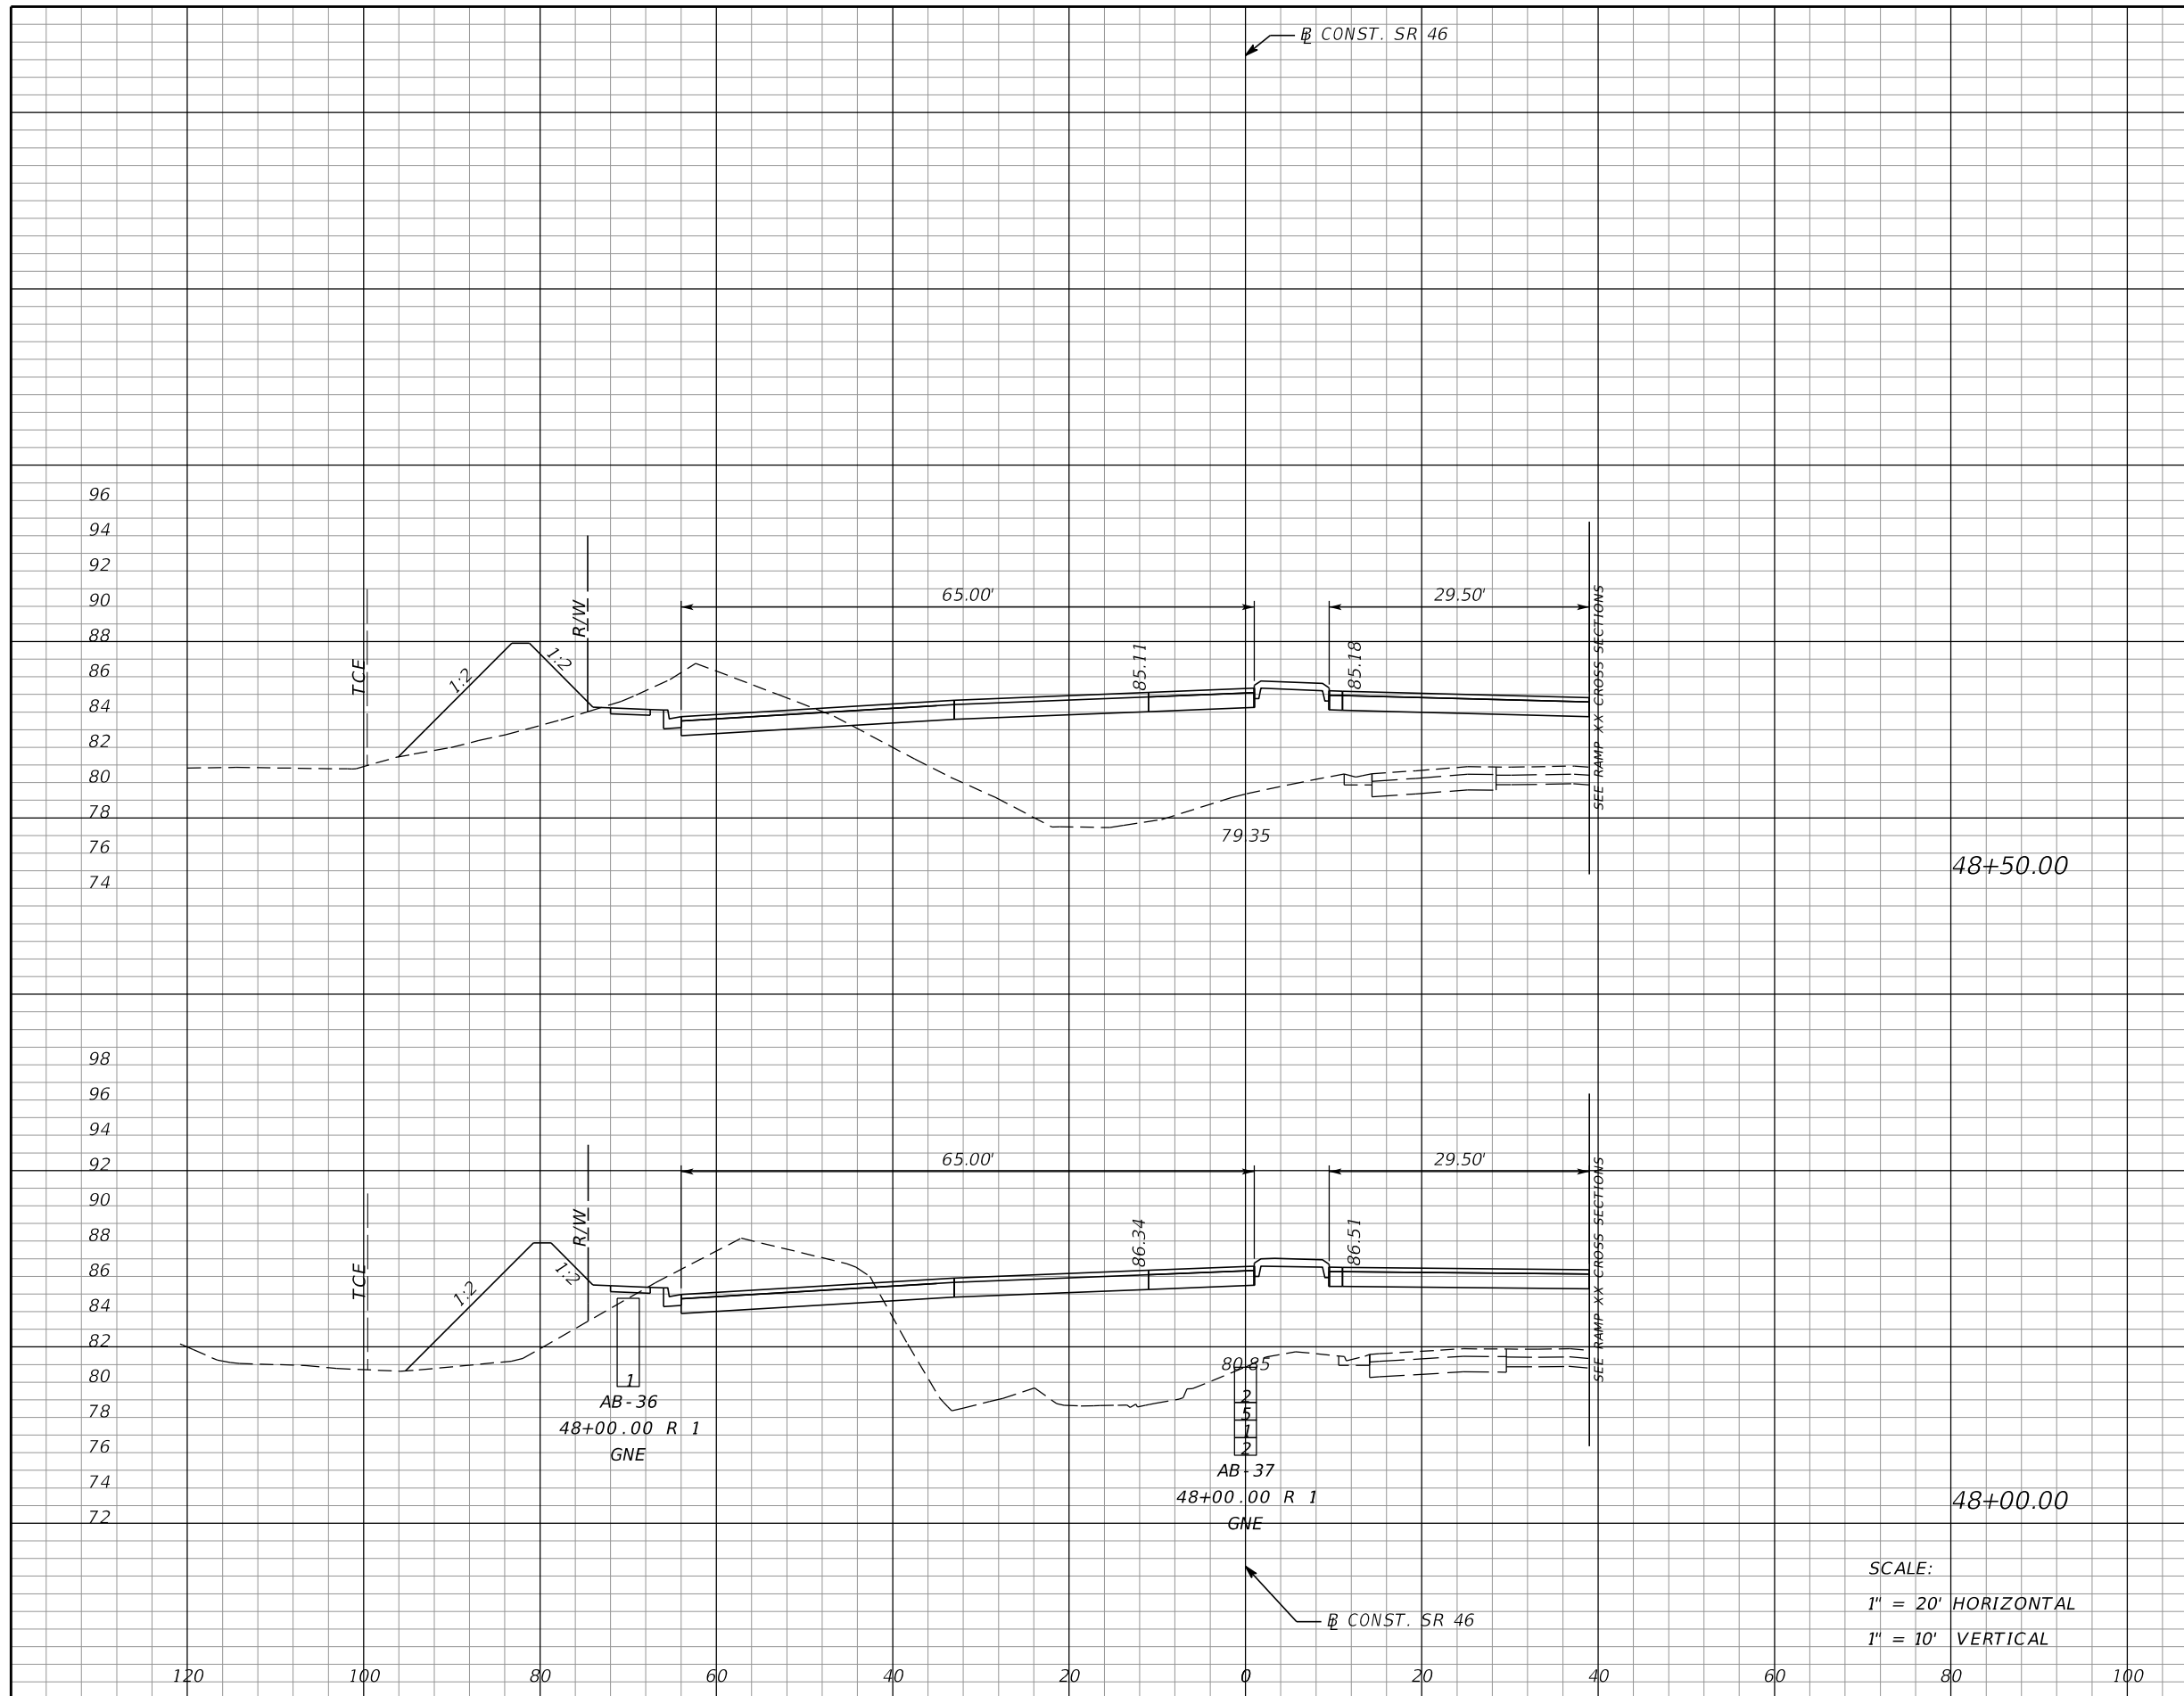 BL CONST. SR 46
96
94
92
90
88
86
84
82
80
78
76
74
TCE
1:2
1:2
R/W
65.00'
85.11
29.50'
85.18
SEE RAMP XX CROSS SECTIONS
79.35
48+50.00
98
96
94
92
90
88
86
84
82
80
78
76
74
72
TCE
1:2
1:2
R/W
65.00'
86.34
29.50'
86.51
SEE RAMP XX CROSS SECTIONS
80.85
1
AB-36
48+00.00 R 1
GNE
2
5
1
2
AB-37
48+00.00 R 1
GNE
48+00.00
BL CONST. SR 46
SCALE:
1" = 20' HORIZONTAL
1" = 10' VERTICAL
120 100 80 60 40 20 0 20 40 60 80 100